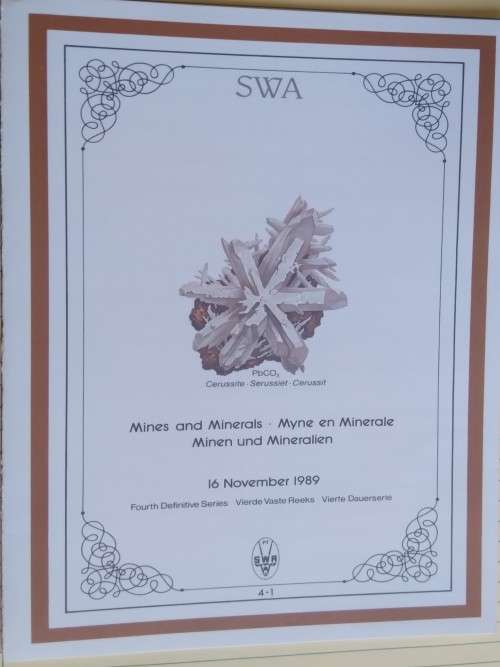 SWA
PbCO₃
Cerussite · Serussiet · Cerussit
Mines and Minerals · Myne en Minerale
Minen und Mineralien
16 November 1989
Fourth Definitive Series Vierde Vaste Reeks Vierte Dauerserie
PT
SWA
4-1